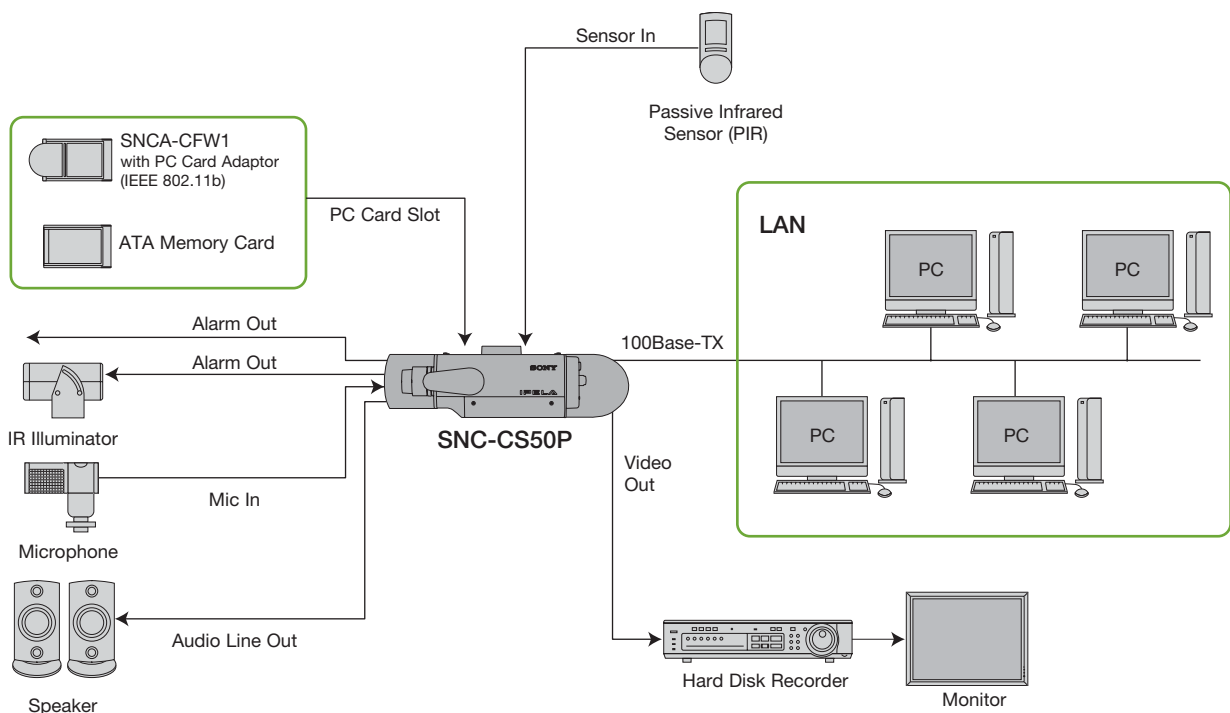 Sensor In
Passive Infrared
Sensor (PIR)
SNCA-CFW1
with PC Card Adaptor
(IEEE 802.11b)
ATA Memory Card
PC Card Slot
LAN
PC
PC
PC
PC
Alarm Out
Alarm Out
100Base-TX
SONY
IPELA
SNC-CS50P
IR Illuminator
Mic In
Microphone
Video
Out
Audio Line Out
Speaker
Hard Disk Recorder
Monitor